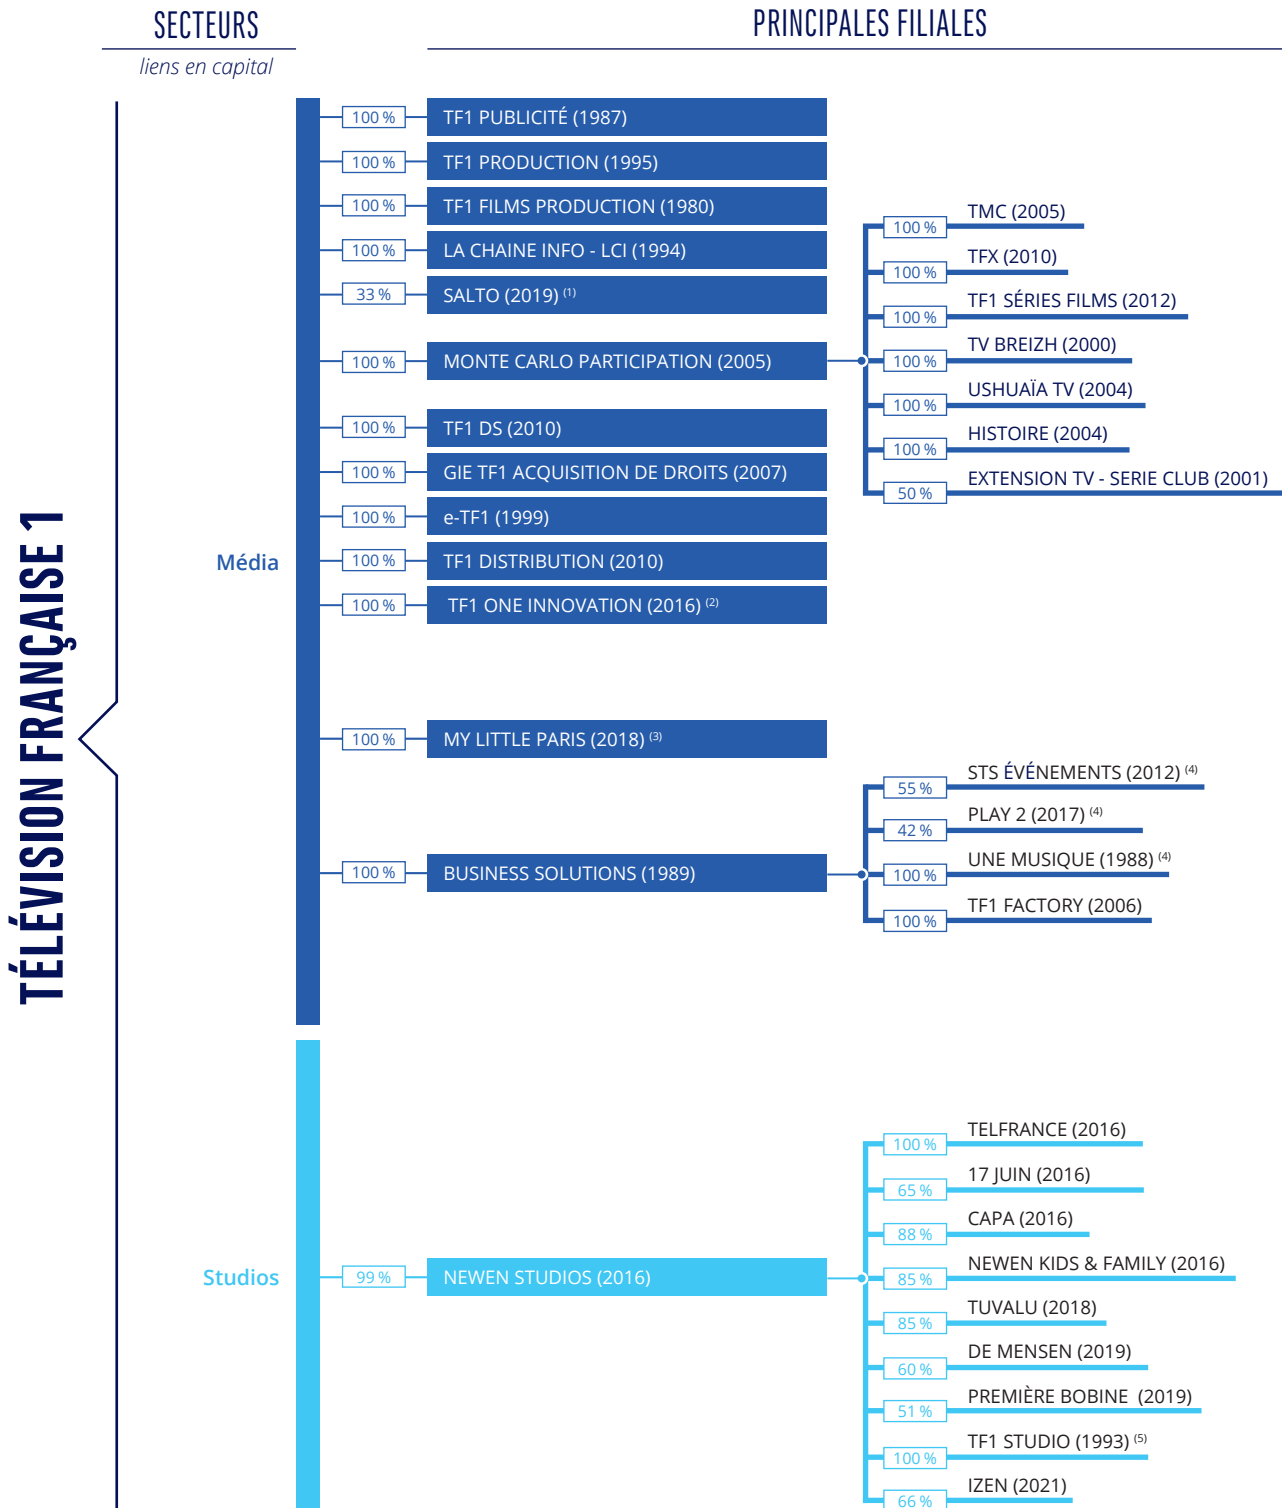 SECTEURS
PRINCIPALES FILIALES
liens en capital
TÉLÉVISION FRANÇAISE 1
Média
100 % TF1 PUBLICITÉ (1987)
100 % TF1 PRODUCTION (1995)
100 % TF1 FILMS PRODUCTION (1980)
100 % LA CHAINE INFO - LCI (1994)
33 % SALTO (2019) (1)
100 % MONTE CARLO PARTICIPATION (2005)
100 % TMC (2005)
100 % TFX (2010)
100 % TF1 SÉRIES FILMS (2012)
100 % TV BREIZH (2000)
100 % USHUAÏA TV (2004)
100 % HISTOIRE (2004)
50 % EXTENSION TV - SERIE CLUB (2001)
100 % TF1 DS (2010)
100 % GIE TF1 ACQUISITION DE DROITS (2007)
100 % e-TF1 (1999)
100 % TF1 DISTRIBUTION (2010)
100 % TF1 ONE INNOVATION (2016) (2)
100 % MY LITTLE PARIS (2018) (3)
100 % BUSINESS SOLUTIONS (1989)
55 % STS ÉVÉNEMENTS (2012) (4)
42 % PLAY 2 (2017) (4)
100 % UNE MUSIQUE (1988) (4)
100 % TF1 FACTORY (2006)
Studios
99 % NEWEN STUDIOS (2016)
100 % TELFRANCE (2016)
65 % 17 JUIN (2016)
88 % CAPA (2016)
85 % NEWEN KIDS & FAMILY (2016)
85 % TUVALU (2018)
60 % DE MENSEN (2019)
51 % PREMIÈRE BOBINE (2019)
100 % TF1 STUDIO (1993) (5)
66 % IZEN (2021)